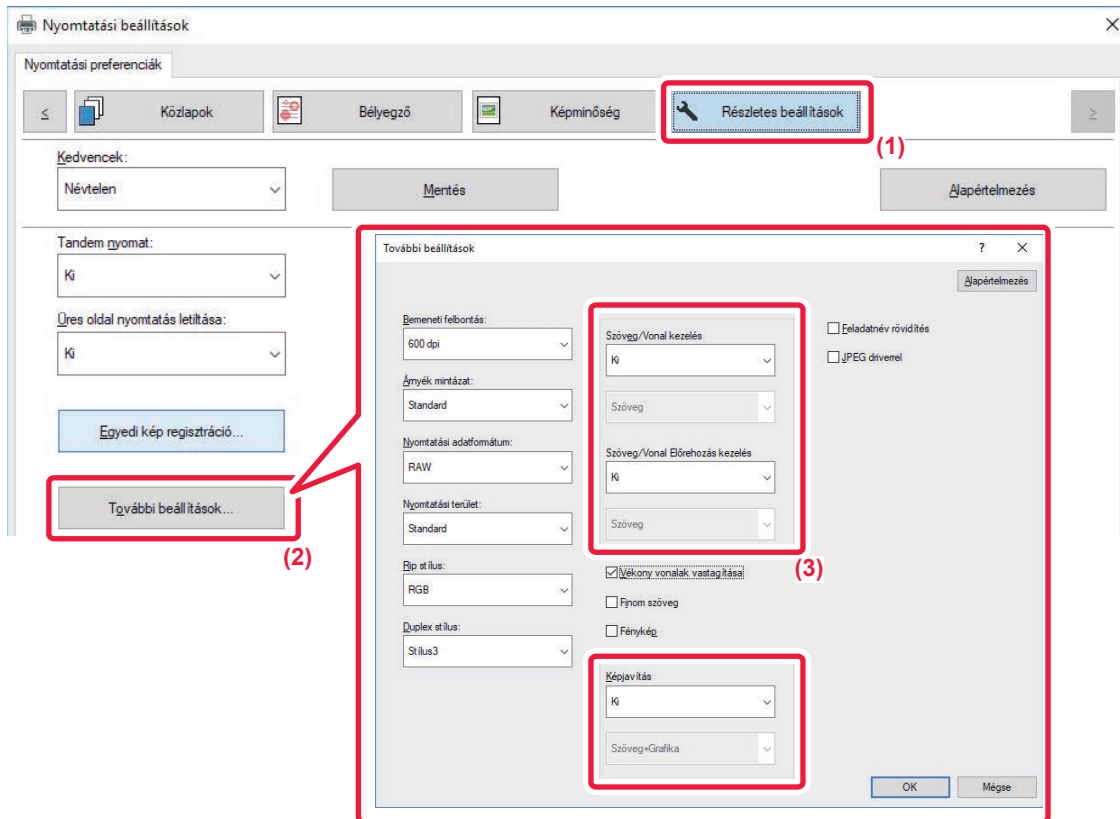 Nyomtatási beállítások
Nyomtatási preferenciák
≤
Közlapok
Bélyegző
Képminőség
Részletes beállítások
≥
(1)
Kedvencek:
Névtelen
Mentés
Alapértelmezés
Tandem nyomat:
Ki
Üres oldal nyomtatás letiltása:
Ki
Egyedi kép regisztráció...
További beállítások...
(2)
További beállítások
?
Alapértelmezés
Bemeneti felbontás:
600 dpi
Árnyék mintázat:
Standard
Nyomtatási adatformátum:
RAW
Nyomtatási terület:
Standard
Rip stílus:
RGB
Duplex stílus:
Stílus3
Szöveg/Vonal kezelés
Ki
Szöveg
Szöveg/Vonal Előrehozás kezelés
Ki
Szöveg
(3)
Vékony vonalak vastagítása
Finom szöveg
Fénykép
Képjavítás
Ki
Szöveg+Grafika
Feladatnév rövidítés
JPEG driverrel
OK
Mégse